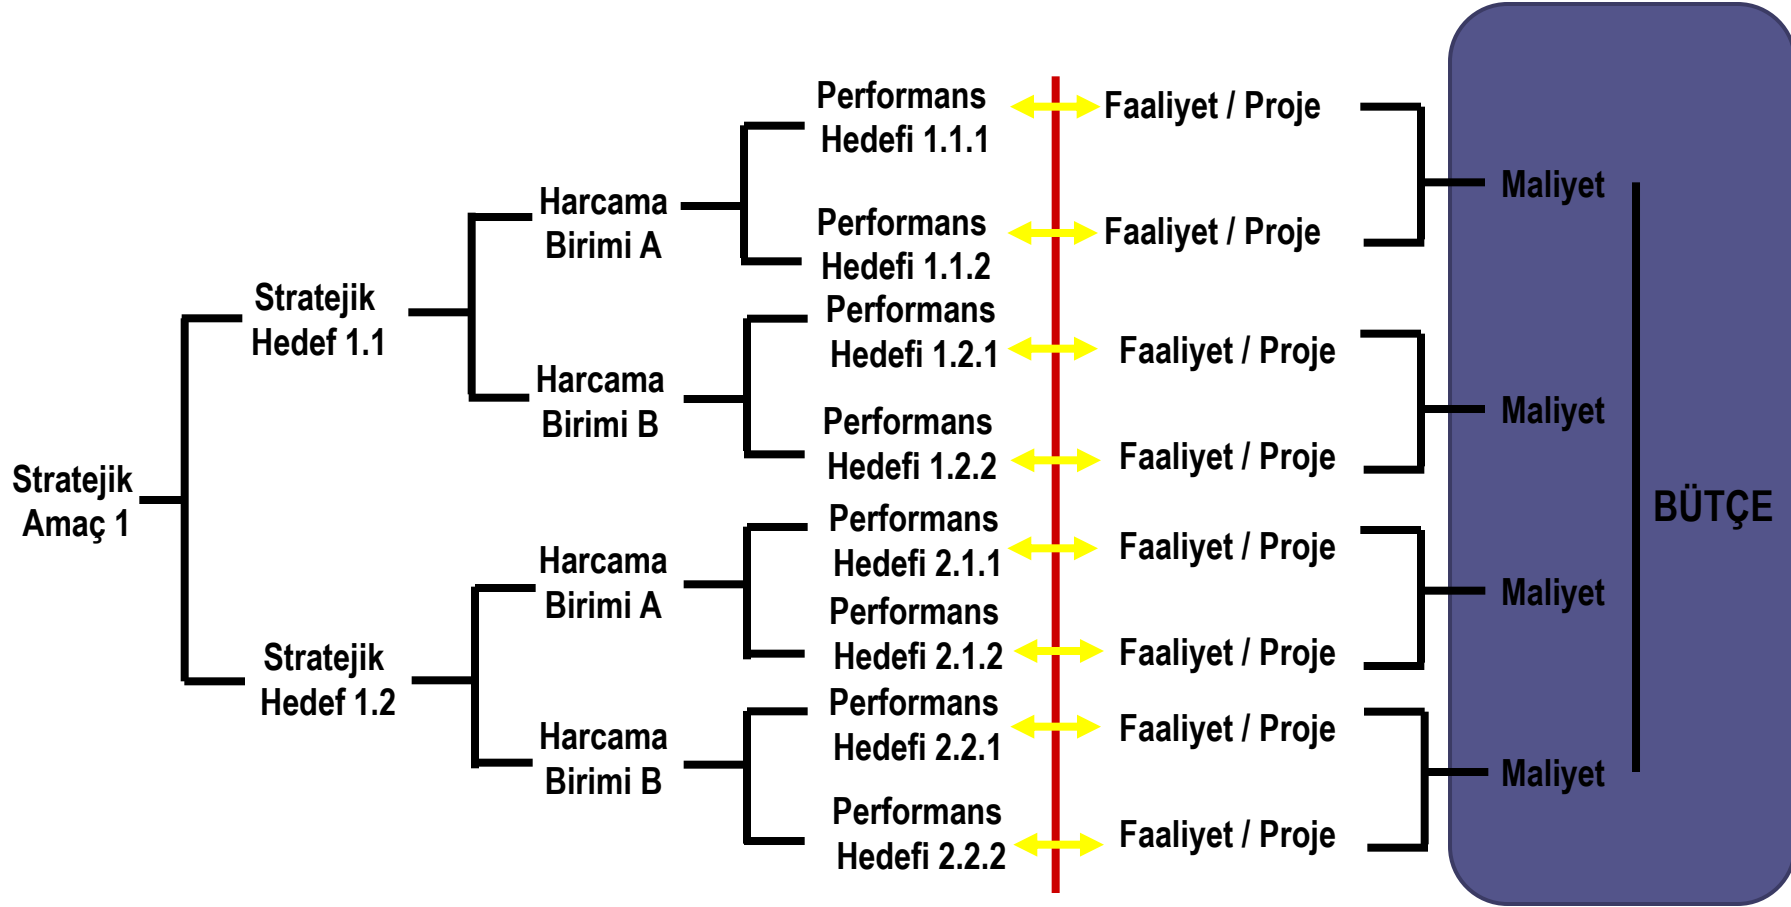 Stratejik
Amaç 1
Stratejik
Hedef 1.1
Stratejik
Hedef 1.2
Harcama
Birimi A
Harcama
Birimi B
Harcama
Birimi A
Harcama
Birimi B
Performans
Hedefi 1.1.1
Performans
Hedefi 1.1.2
Performans
Hedefi 1.2.1
Performans
Hedefi 1.2.2
Performans
Hedefi 2.1.1
Performans
Hedefi 2.1.2
Performans
Hedefi 2.2.1
Performans
Hedefi 2.2.2
Faaliyet / Proje
Faaliyet / Proje
Faaliyet / Proje
Faaliyet / Proje
Faaliyet / Proje
Faaliyet / Proje
Faaliyet / Proje
Faaliyet / Proje
Maliyet
Maliyet
Maliyet
Maliyet
BÜTÇE